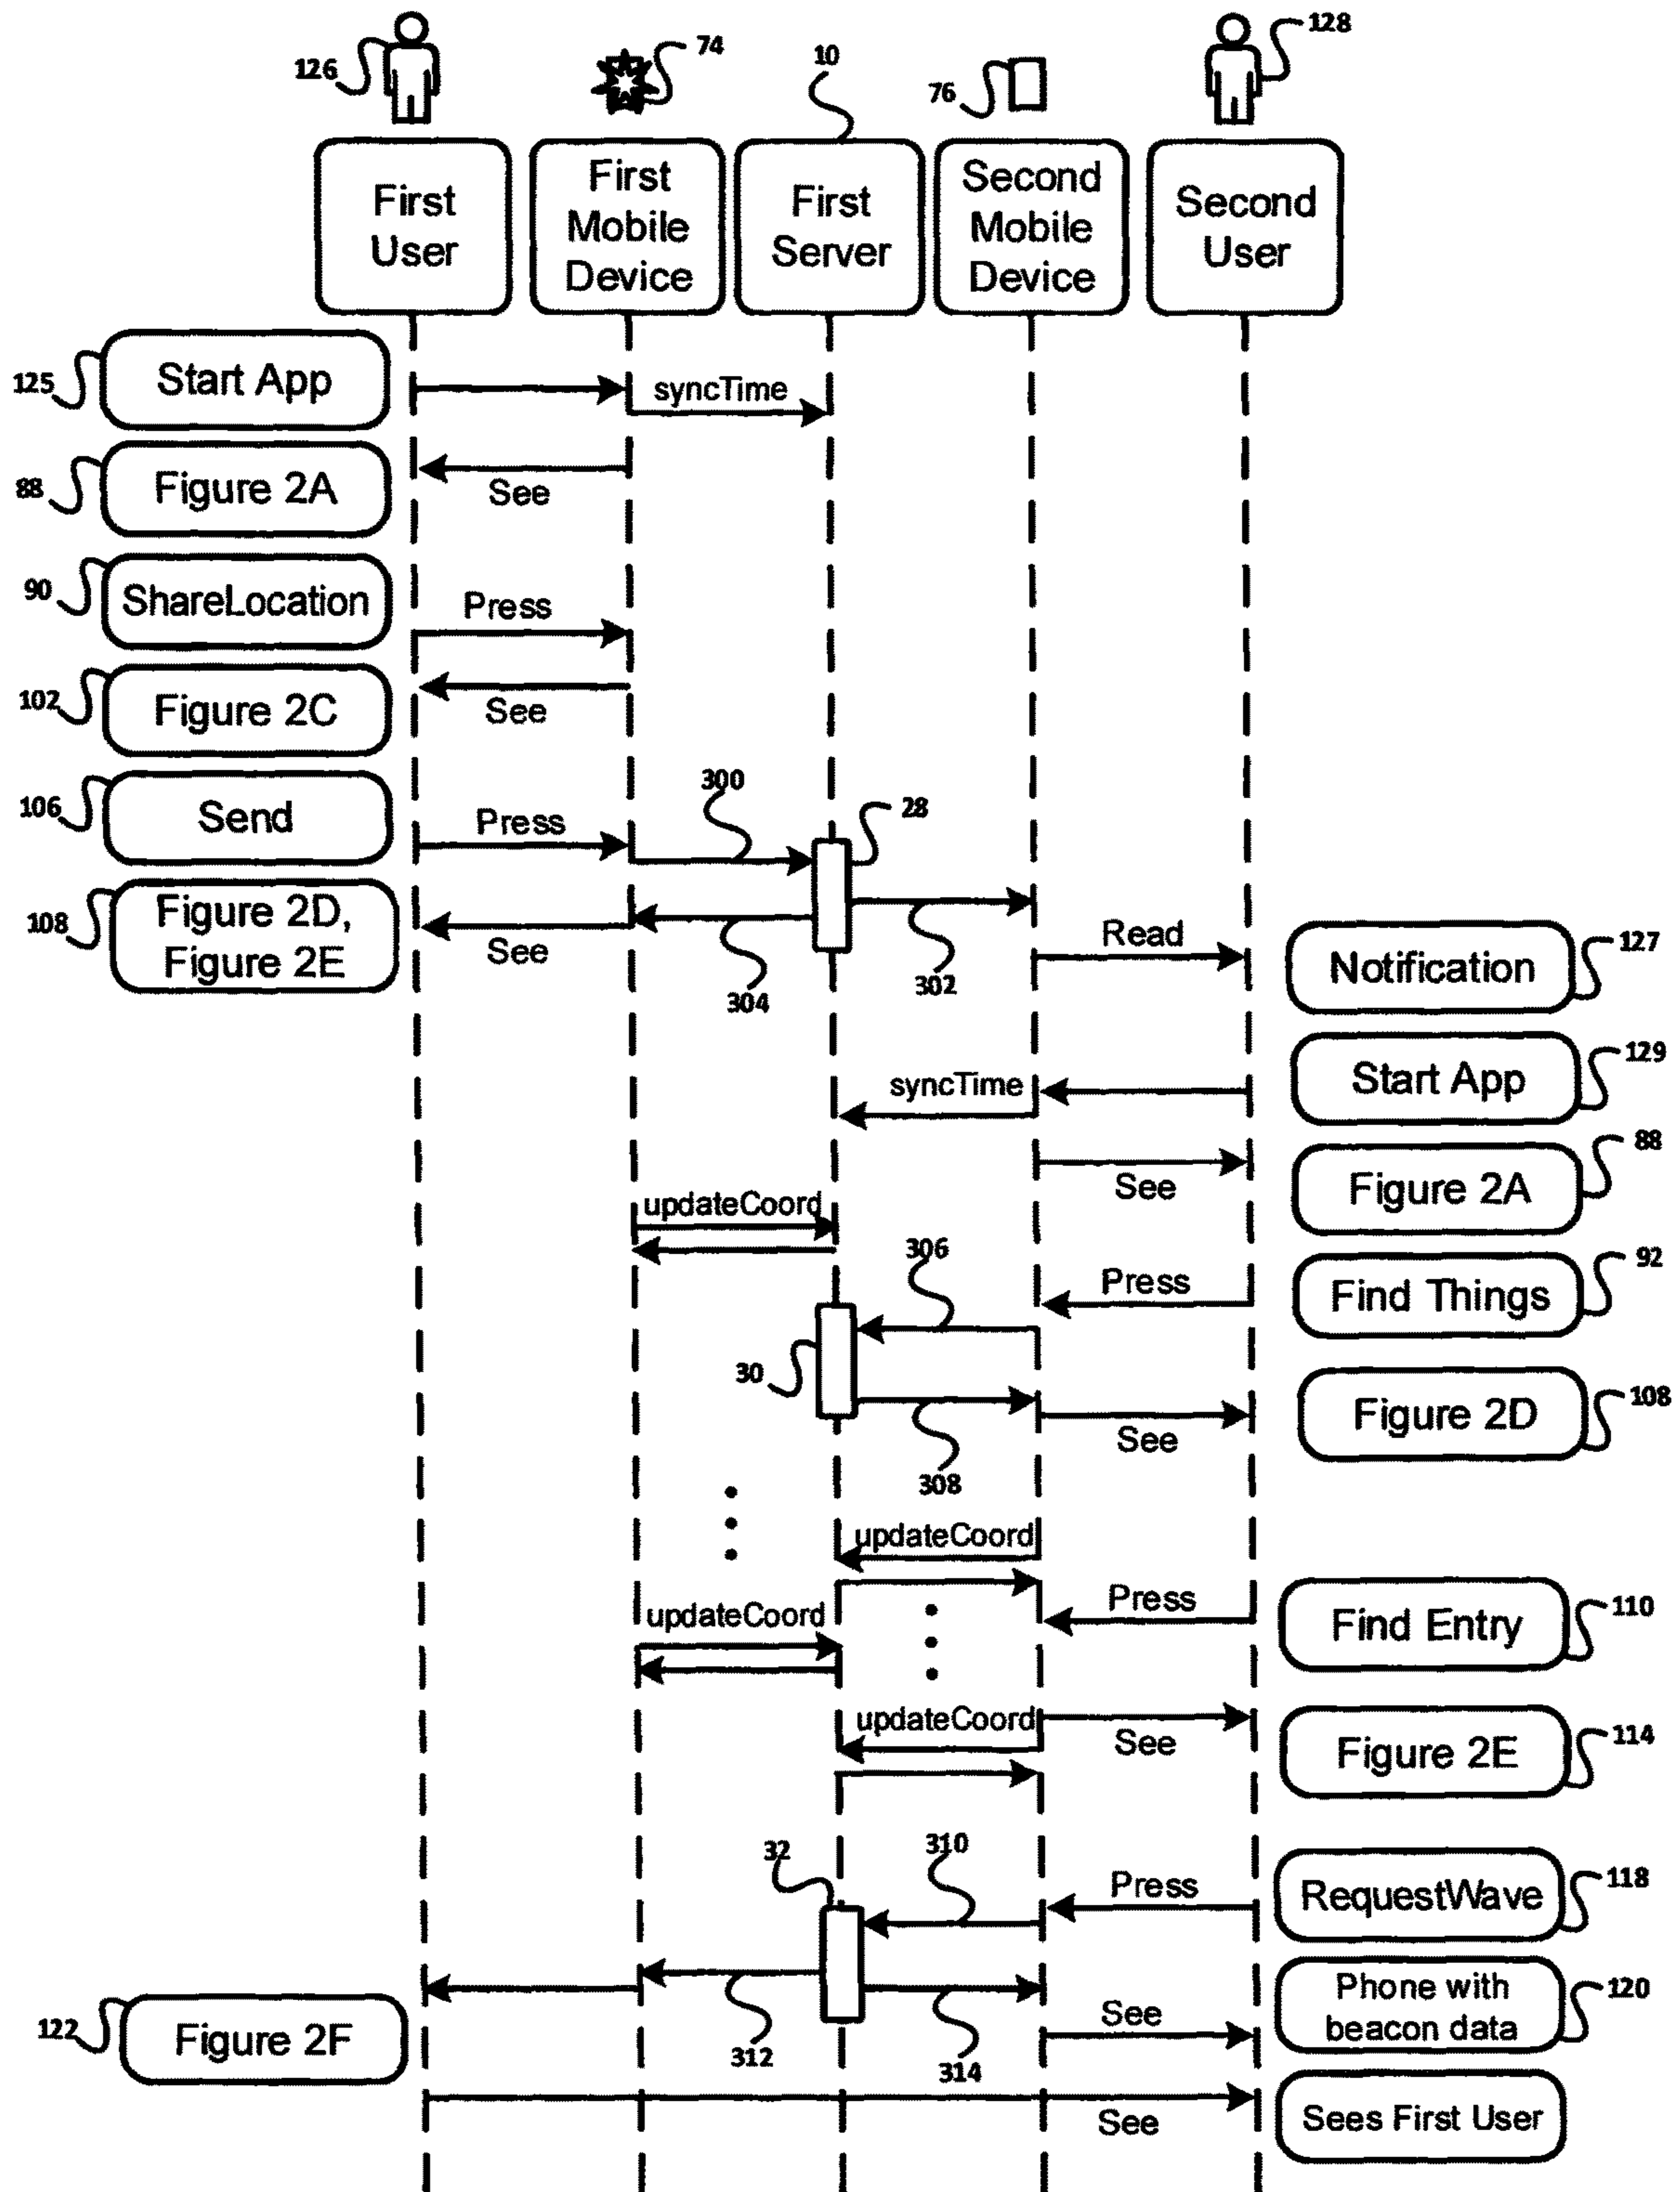 126
74
10
76
128
First
User
First
Mobile
Device
First
Server
Second
Mobile
Device
Second
User
125
Start App
syncTime
88
Figure 2A
See
90
ShareLocation
Press
102
Figure 2C
See
106
Send
Press
300
28
108
Figure 2D,
Figure 2E
See
304
302
Read
Notification
127
syncTime
Start App
129
See
Figure 2A
88
updateCoord
306
Press
Find Things
92
30
308
See
Figure 2D
108
updateCoord
updateCoord
Press
Find Entry
110
updateCoord
See
Figure 2E
114
32
310
Press
RequestWave
118
122
Figure 2F
312
314
See
Phone with
beacon data
120
See
Sees First User